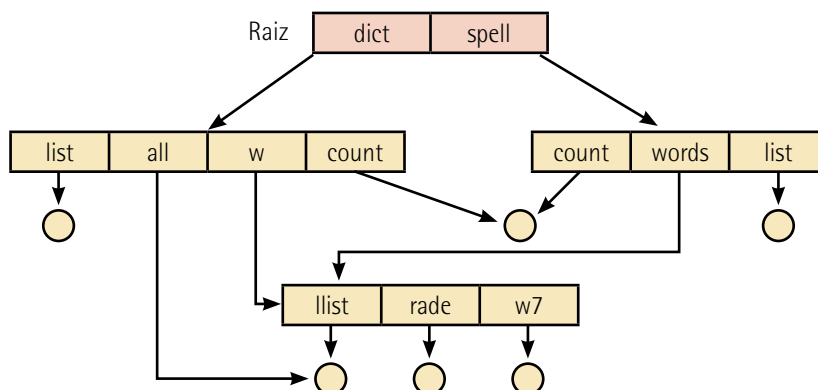 Raiz dict spell
list all w count count words list
llist rade w7